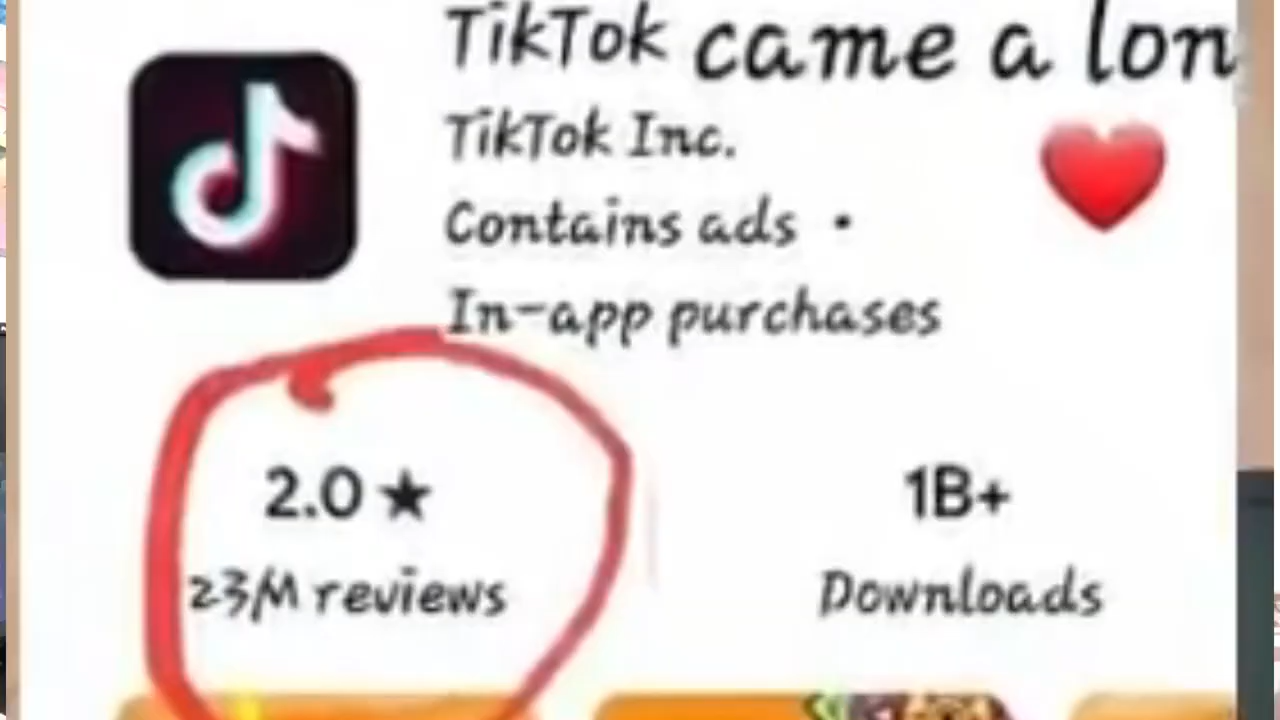 TikTok came a lon
TikTok Inc.
Contains ads •
In-app purchases
2.0 ★
1B+
23M reviews
Downloads